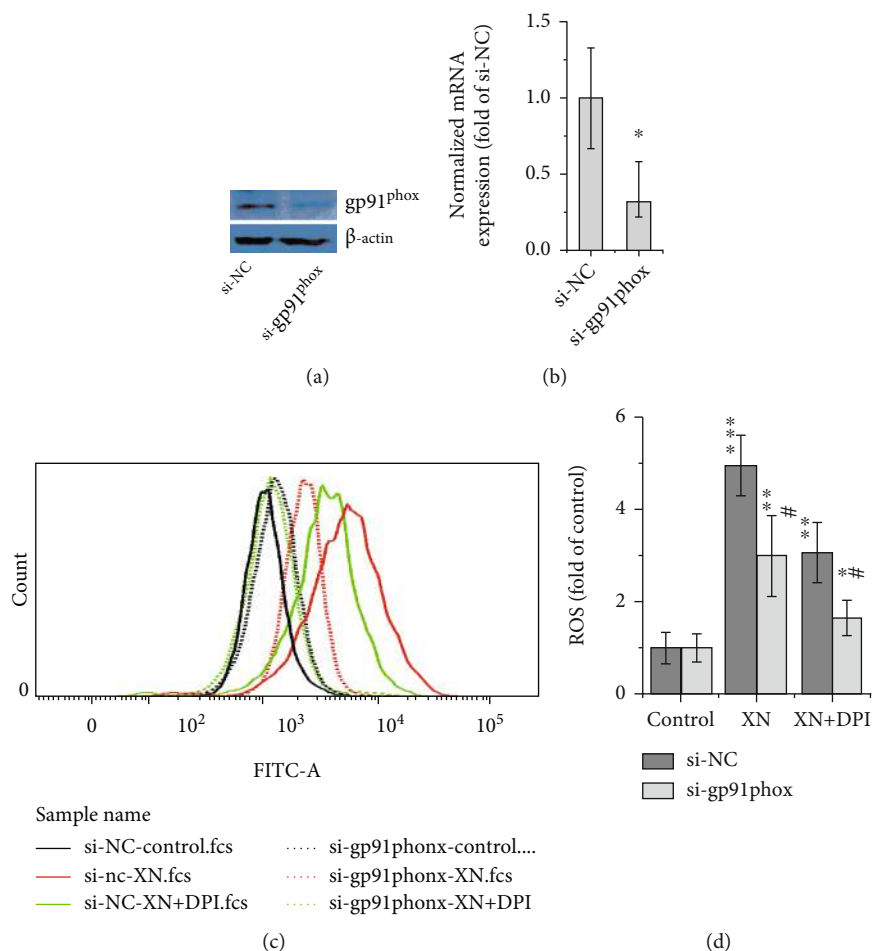 gp91phox
β-actin
si-NC
si-gp91phox
(a)
Normalized mRNA
expression (fold of si-NC)
1.5
1.0
0.5
0.0
*
si-NC
si-gp91phox
(b)
Count
0
0
10²
10³
10⁴
10⁵
FITC-A
Sample name
si-NC-control.fcs
si-nc-XN.fcs
si-NC-XN+DPI.fcs
si-gp91phonx-control....
si-gp91phonx-XN.fcs
si-gp91phonx-XN+DPI
(c)
ROS (fold of control)
6
4
2
0
***
**
#
**
*#
Control
XN
XN+DPI
si-NC
si-gp91phox
(d)